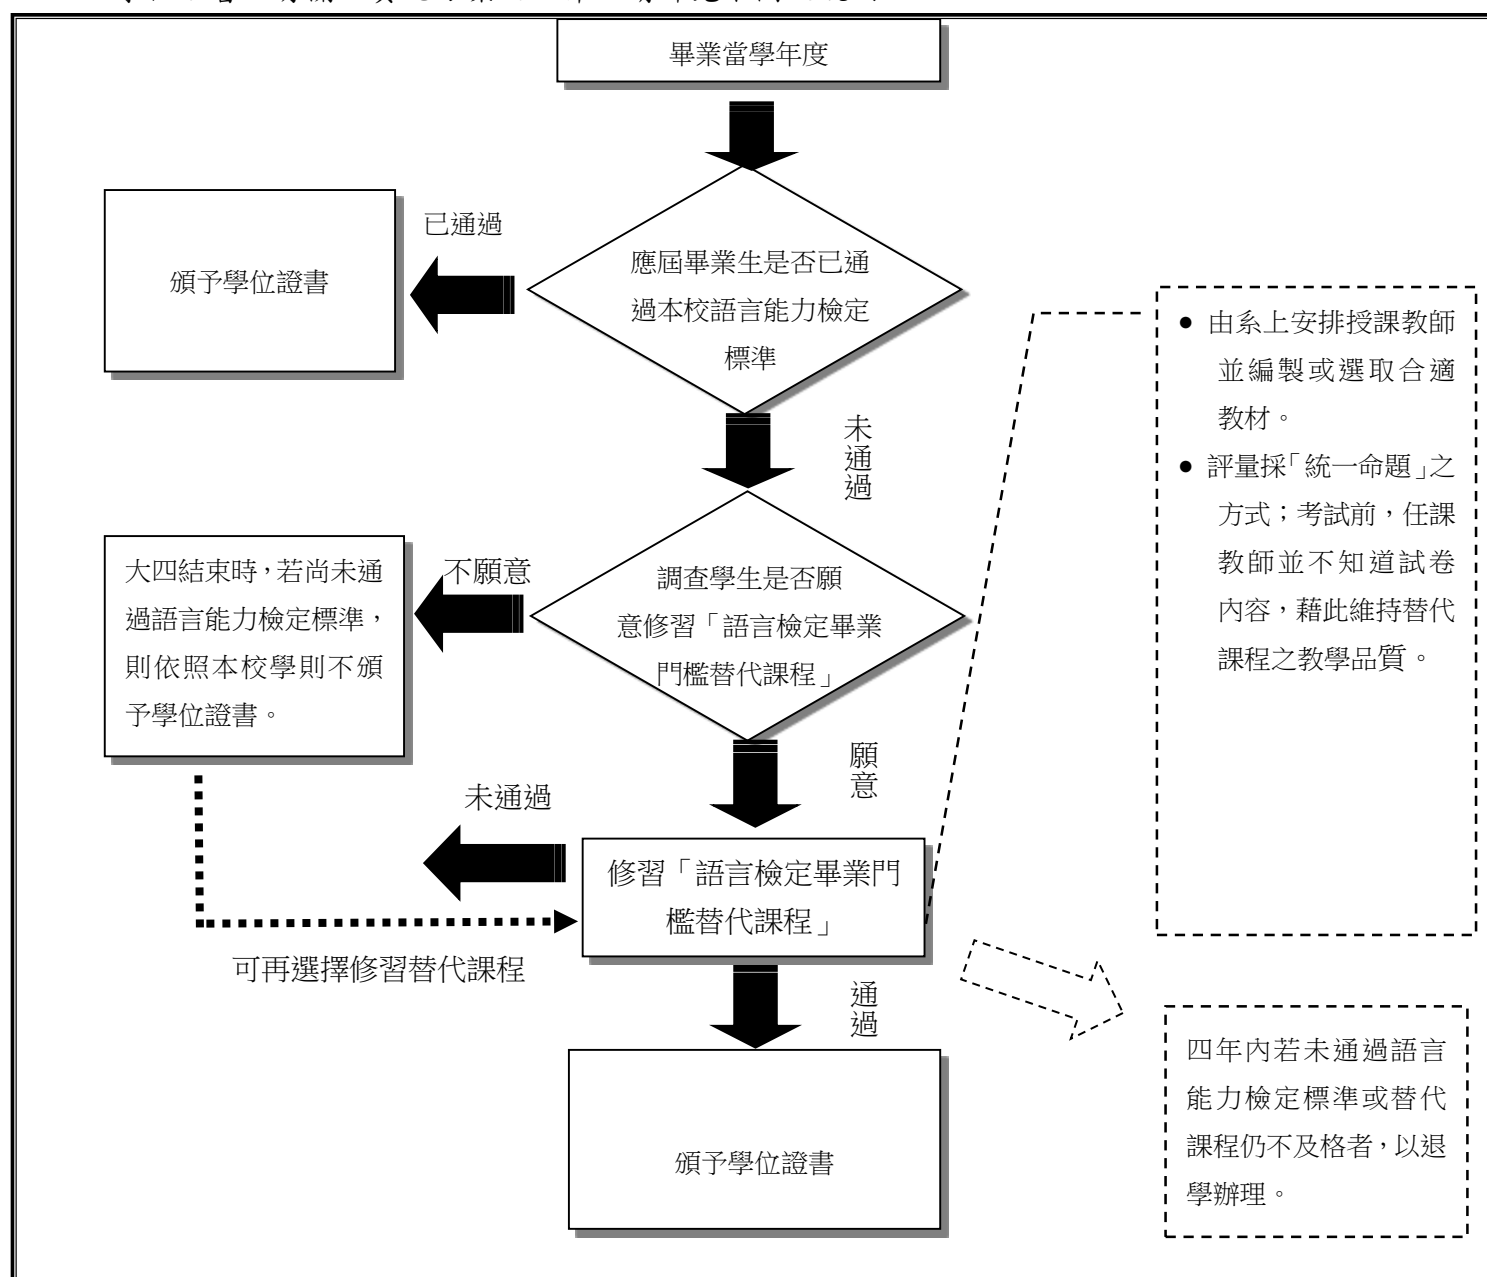 畢業當學年度
已通過
頒予學位證書
應屆畢業生是否已通
過本校語言能力檢定
標準
未通過
● 由系上安排授課教師
並編製或選取合適
教材。
● 評量採「統一命題」之
方式；考試前，任課
教師並不知道試卷
內容，藉此維持替代
課程之教學品質。
不願意
大四結束時，若尚未通
過語言能力檢定標準，
則依照本校學則不頒
予學位證書。
調查學生是否願
意修習「語言檢定畢業
門檻替代課程」
願意
未通過
修習「語言檢定畢業門
檻替代課程」
可再選擇修習替代課程
通過
頒予學位證書
四年內若未通過語言
能力檢定標準或替代
課程仍不及格者，以退
學辦理。